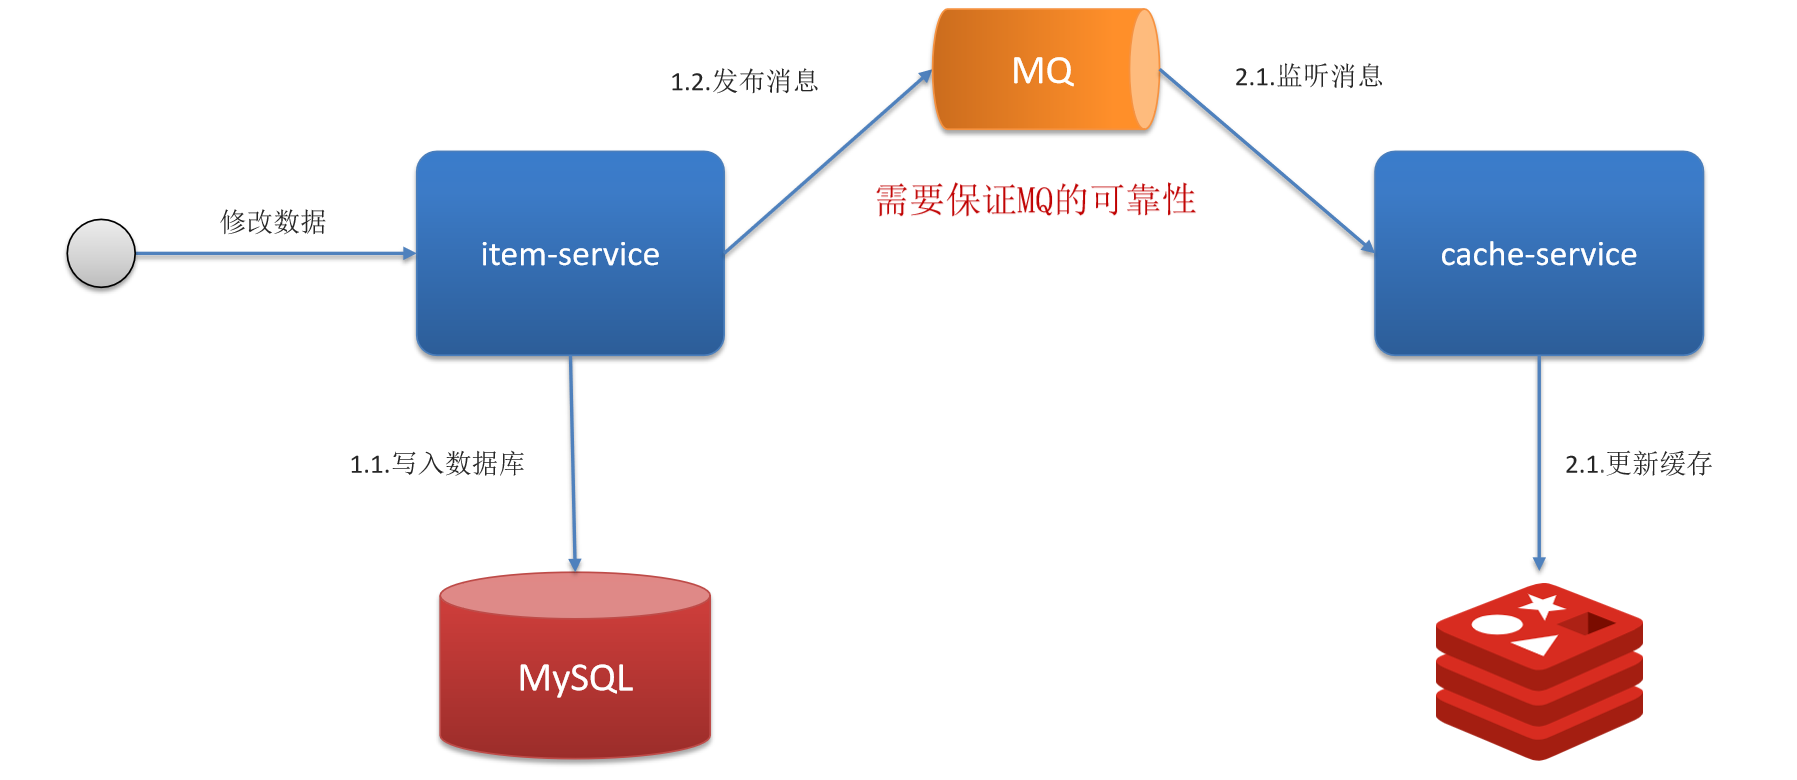 MQ
1.2.发布消息
2.1.监听消息
需要保证MQ的可靠性
修改数据
item-service
cache-service
1.1.写入数据库
2.1.更新缓存
MySQL